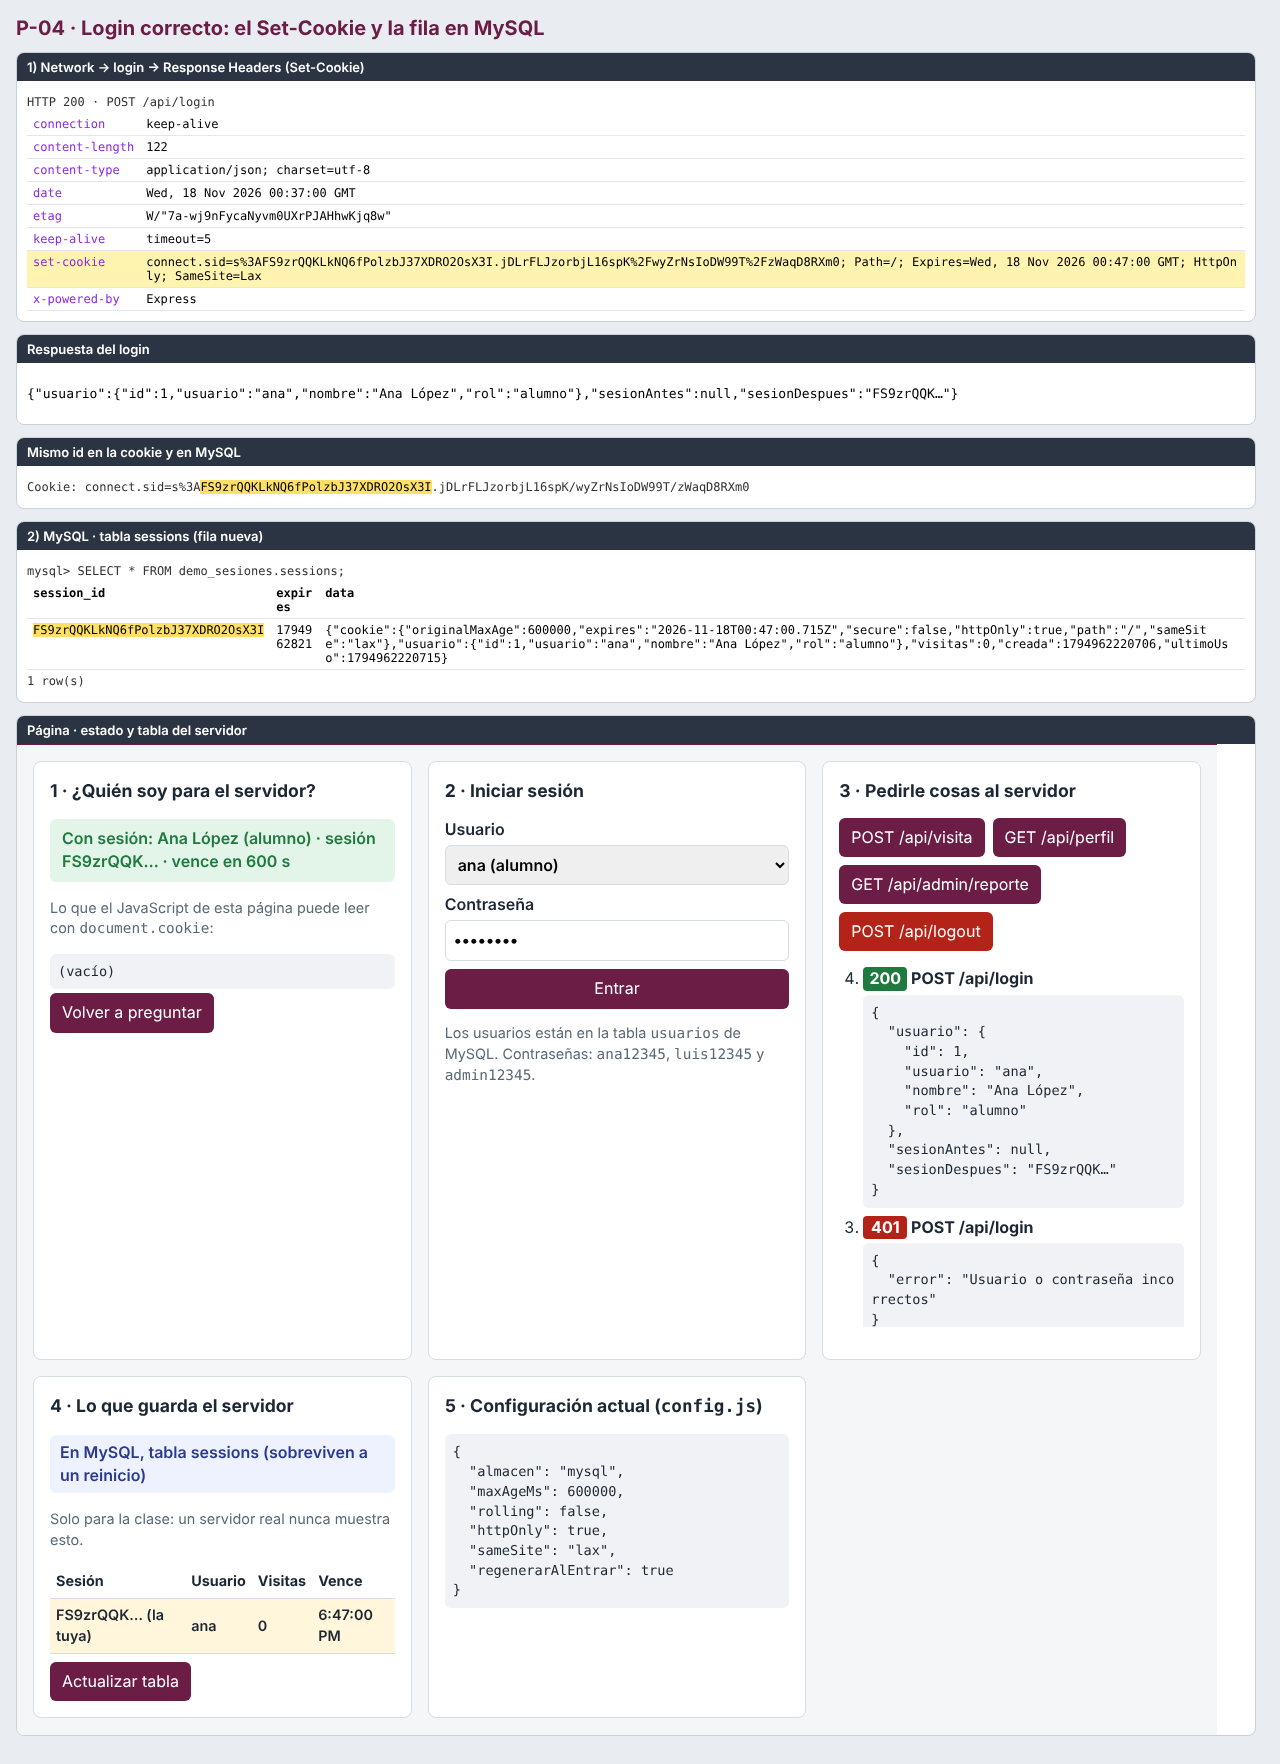 P-04 · Login correcto: el Set-Cookie y la fila en MySQL
1) Network → login → Response Headers (Set-Cookie)
HTTP 200 · POST /api/login
connection keep-alive
content-length 122
content-type application/json; charset=utf-8
date Wed, 18 Nov 2026 00:37:00 GMT
etag W/"7a-wj9nFycaNyvm0UXrPJAHhwKjq8w"
keep-alive timeout=5
set-cookie connect.sid=s%3AFS9zrQQKLkNQ6fPolzbJ37XDRO2OsX3I.jDLrFLJzorbjL16spK%2FwyZrNsIoDW99T%2FzWaqD8RXm0; Path=/; Expires=Wed, 18 Nov 2026 00:47:00 GMT; HttpOn
ly; SameSite=Lax
x-powered-by Express
Respuesta del login
{"usuario":{"id":1,"usuario":"ana","nombre":"Ana López","rol":"alumno"},"sesionAntes":null,"sesionDespues":"FS9zrQQK…"}
Mismo id en la cookie y en MySQL
Cookie: connect.sid=s%3AFS9zrQQKLkNQ6fPolzbJ37XDRO2OsX3I.jDLrFLJzorbjL16spK/wyZrNsIoDW99T/zWaqD8RXm0
2) MySQL · tabla sessions (fila nueva)
mysql> SELECT * FROM demo_sesiones.sessions;
session_id expir data
es
FS9zrQQKLkNQ6fPolzbJ37XDRO2OsX3I 17949 {"cookie":{"originalMaxAge":600000,"expires":"2026-11-18T00:47:00.715Z","secure":false,"httpOnly":true,"path":"/","sameSit
62821 e":"lax"},"usuario":{"id":1,"usuario":"ana","nombre":"Ana López","rol":"alumno"},"visitas":0,"creada":1794962220706,"ultimoUs
o":1794962220715}
1 row(s)
Página · estado y tabla del servidor
1 · ¿Quién soy para el servidor?
Con sesión: Ana López (alumno) · sesión
FS9zrQQK… · vence en 600 s
Lo que el JavaScript de esta página puede leer
con document.cookie:
(vacío)
Volver a preguntar
2 · Iniciar sesión
Usuario
ana (alumno)
Contraseña
••••••••
Entrar
Los usuarios están en la tabla usuarios de
MySQL. Contraseñas: ana12345, luis12345 y
admin12345.
3 · Pedirle cosas al servidor
POST /api/visita GET /api/perfil
GET /api/admin/reporte
POST /api/logout
4. 200 POST /api/login
{
"usuario": {
"id": 1,
"usuario": "ana",
"nombre": "Ana López",
"rol": "alumno"
},
"sesionAntes": null,
"sesionDespues": "FS9zrQQK…"
}
3. 401 POST /api/login
{
"error": "Usuario o contraseña inco
rrectos"
}
4 · Lo que guarda el servidor
En MySQL, tabla sessions (sobreviven a
un reinicio)
Solo para la clase: un servidor real nunca muestra
esto.
Sesión Usuario Visitas Vence
FS9zrQQK… (la ana 0 6:47:00
tuya) PM
Actualizar tabla
5 · Configuración actual (config.js)
{
"almacen": "mysql",
"maxAgeMs": 600000,
"rolling": false,
"httpOnly": true,
"sameSite": "lax",
"regenerarAlEntrar": true
}